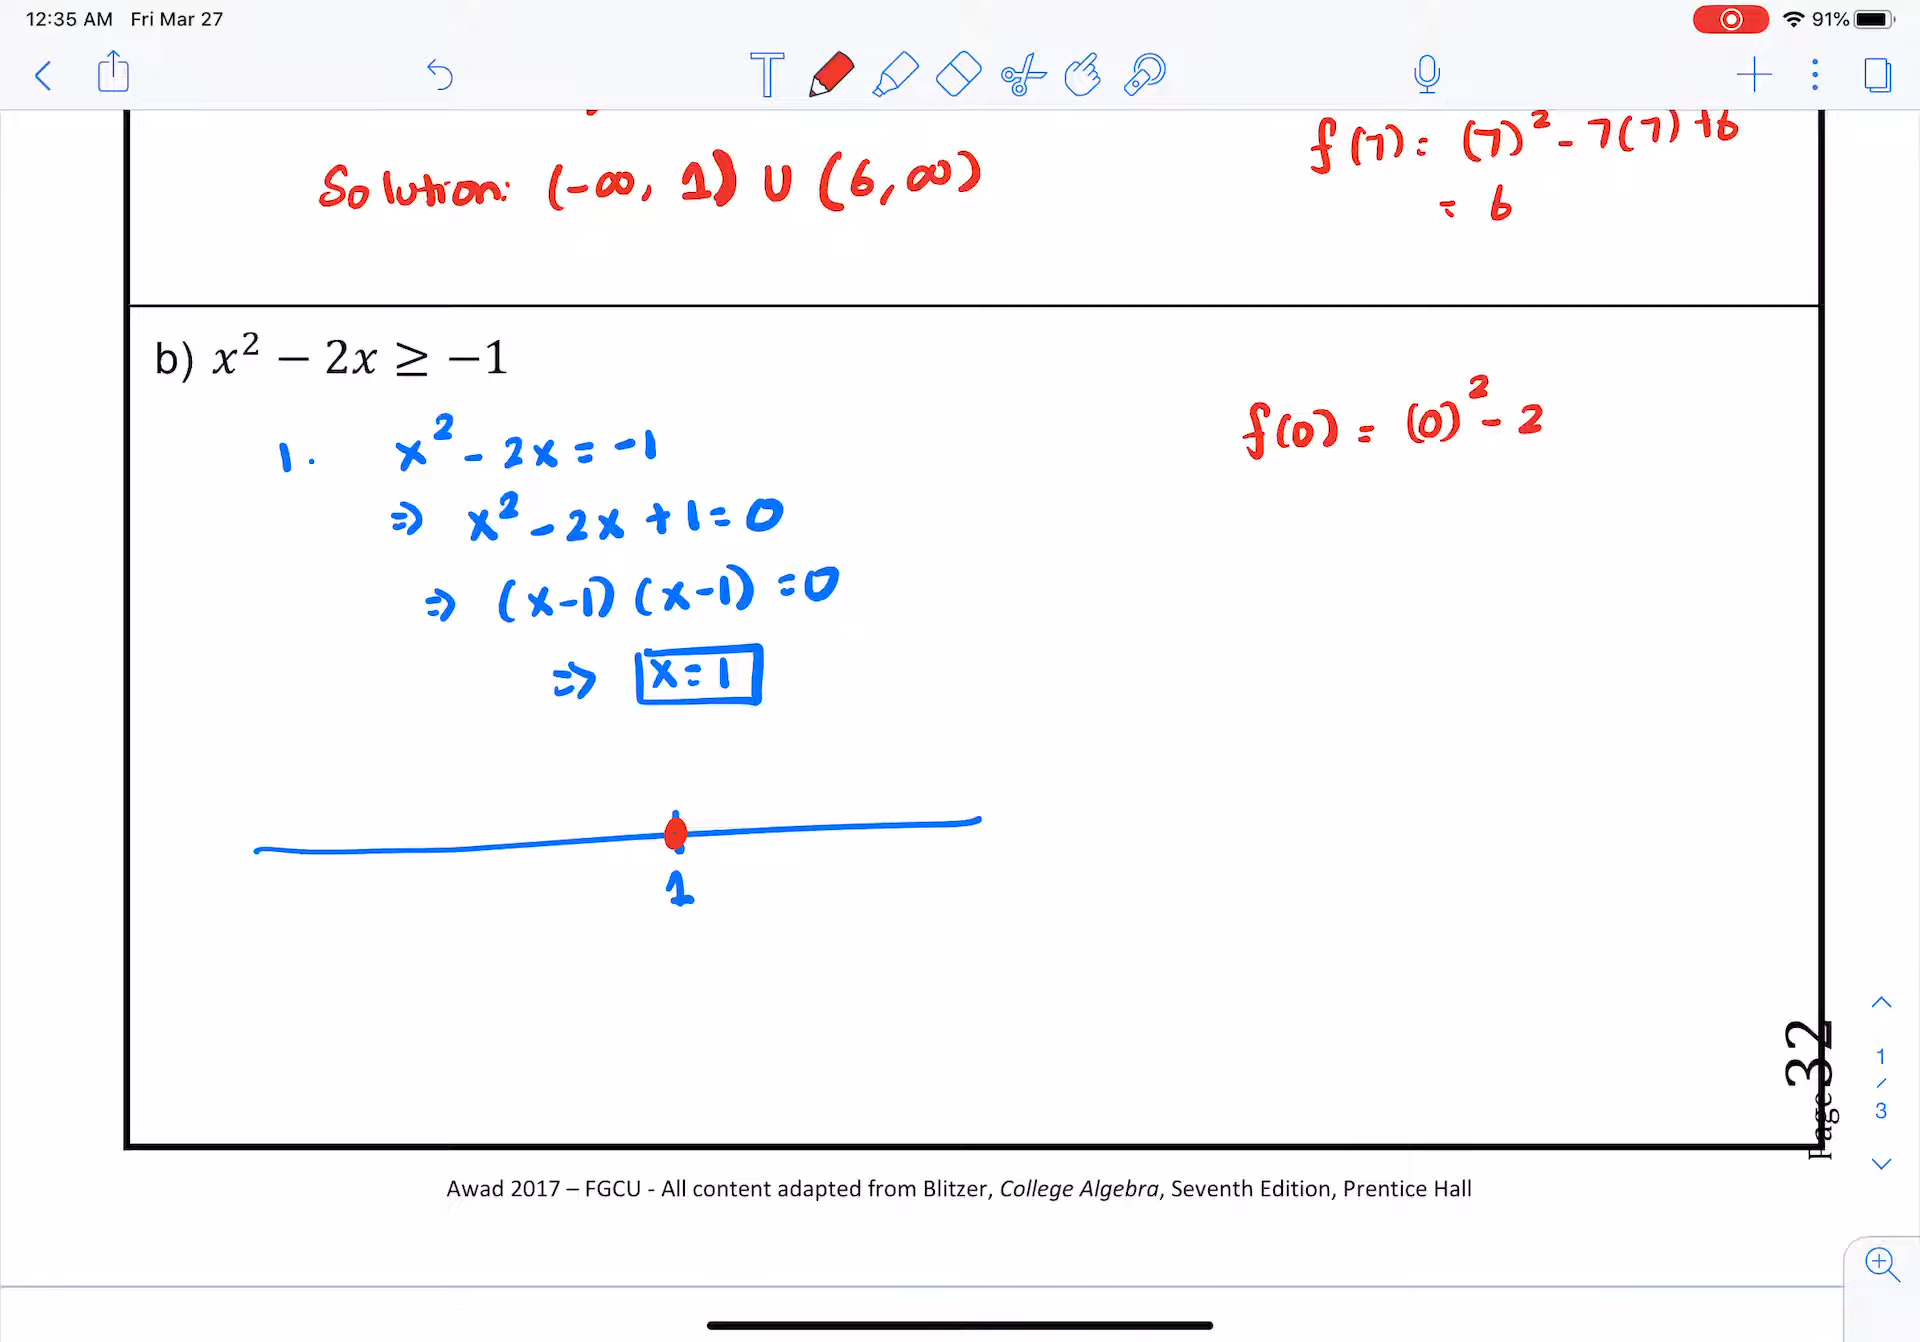 12:35 AM Fri Mar 27
91%
f(7) = (7)² - 7(7) + 6
Solution: (-∞, 1) ∪ (6, ∞)
= 6
b) x² − 2x ≥ −1
f(0) = (0)² - 2
1. x² - 2x = -1
⇒ x² - 2x + 1 = 0
⇒ (x-1) (x-1) = 0
⇒ x = 1
1
Page 32
1
/
3
Awad 2017 – FGCU - All content adapted from Blitzer, College Algebra, Seventh Edition, Prentice Hall